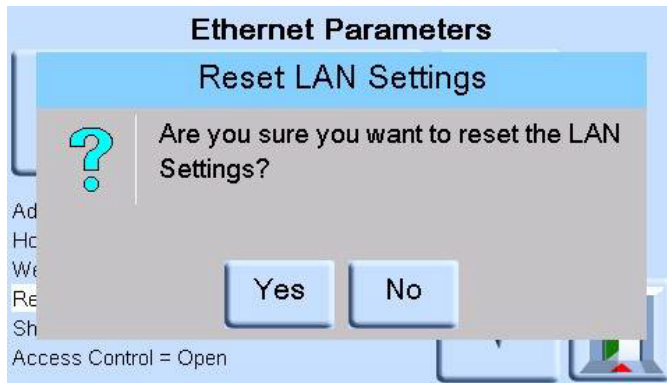 Ethernet Parameters
Reset LAN Settings
Are you sure you want to reset the LAN
Settings?
Yes
No
Access Control = Open